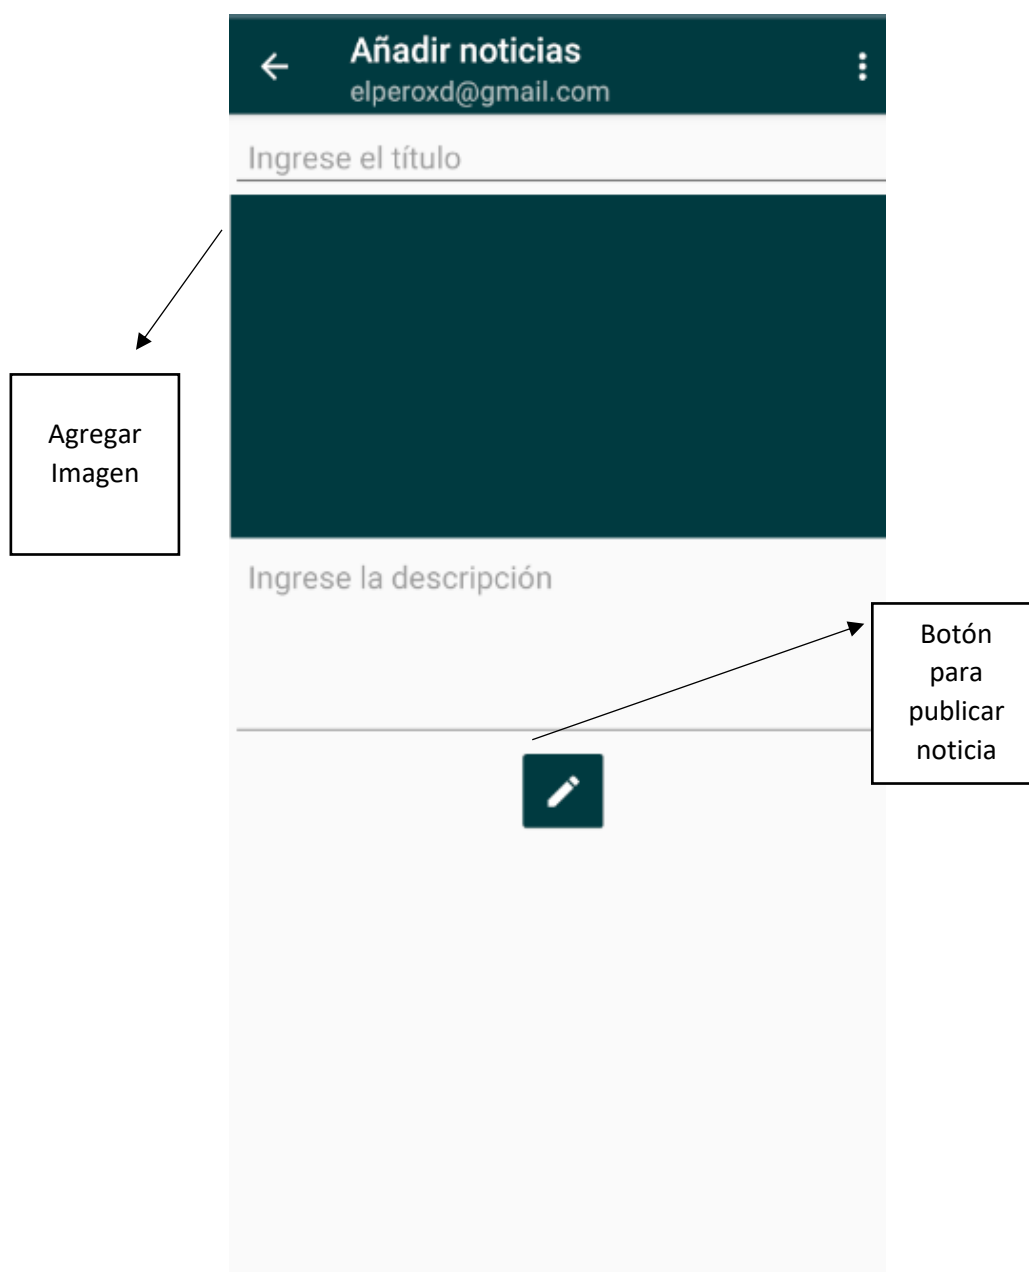 Añadir noticias
elperoxd@gmail.com
Ingrese el título
Agregar
Imagen
Ingrese la descripción
Botón
para
publicar
noticia